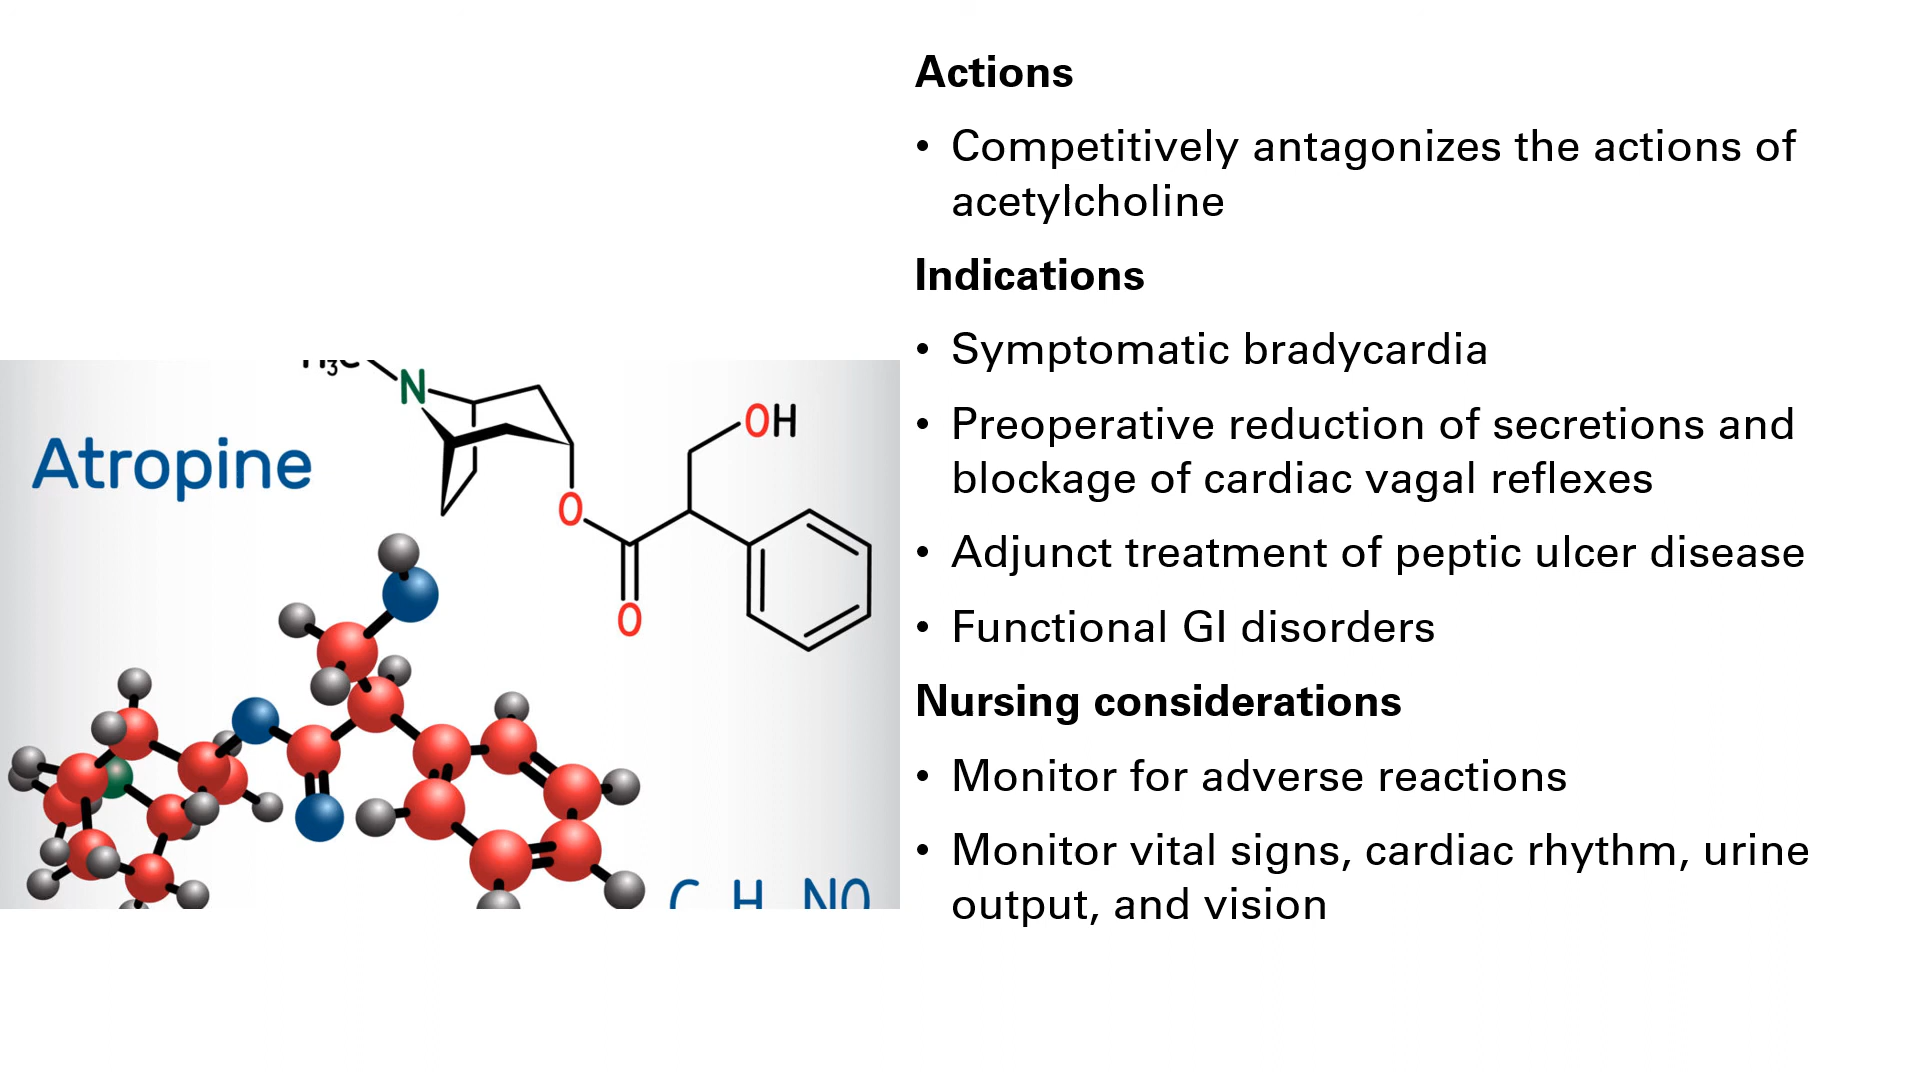 Actions
• Competitively antagonizes the actions of
acetylcholine
Indications
• Symptomatic bradycardia
• Preoperative reduction of secretions and
blockage of cardiac vagal reflexes
• Adjunct treatment of peptic ulcer disease
• Functional GI disorders
Nursing considerations
• Monitor for adverse reactions
• Monitor vital signs, cardiac rhythm, urine
output, and vision
Atropine
H₃C
N
OH
O
O
C H NO